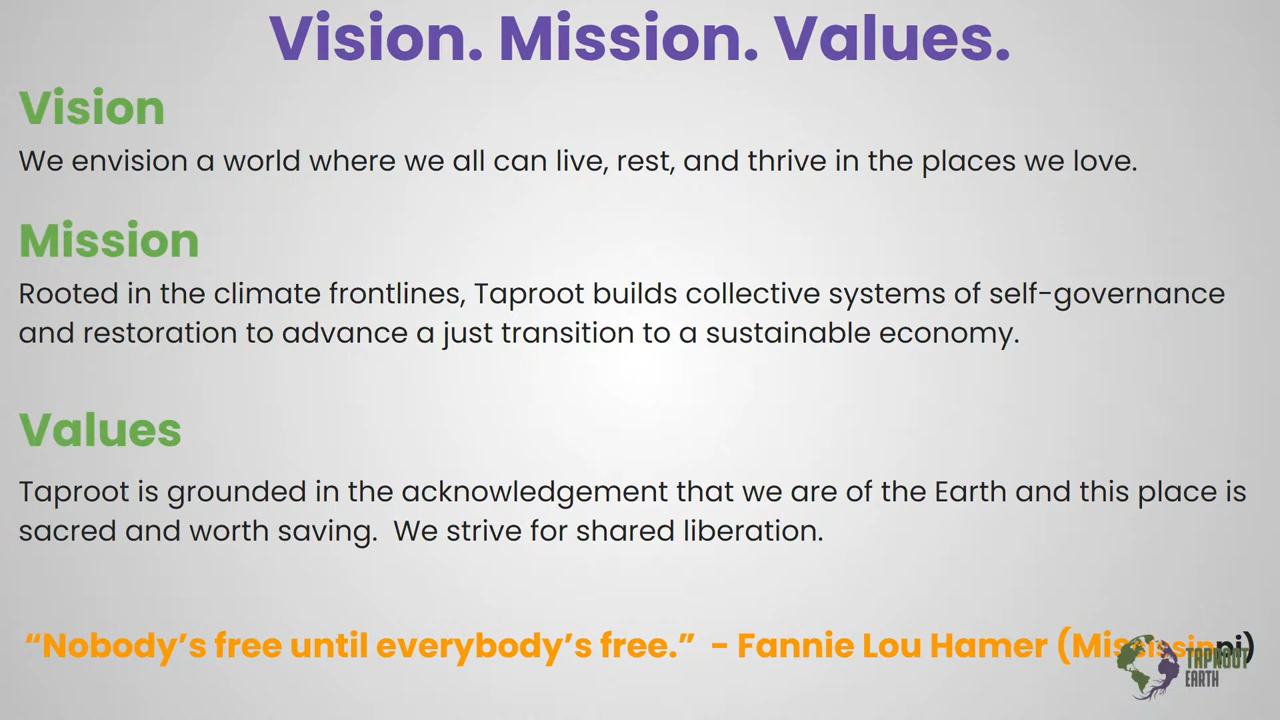 Vision. Mission. Values.
Vision
We envision a world where we all can live, rest, and thrive in the places we love.
Mission
Rooted in the climate frontlines, Taproot builds collective systems of self-governance
and restoration to advance a just transition to a sustainable economy.
Values
Taproot is grounded in the acknowledgement that we are of the Earth and this place is
sacred and worth saving.  We strive for shared liberation.
“Nobody’s free until everybody’s free.”  - Fannie Lou Hamer (Mississippi)
TAPROOT
EARTH